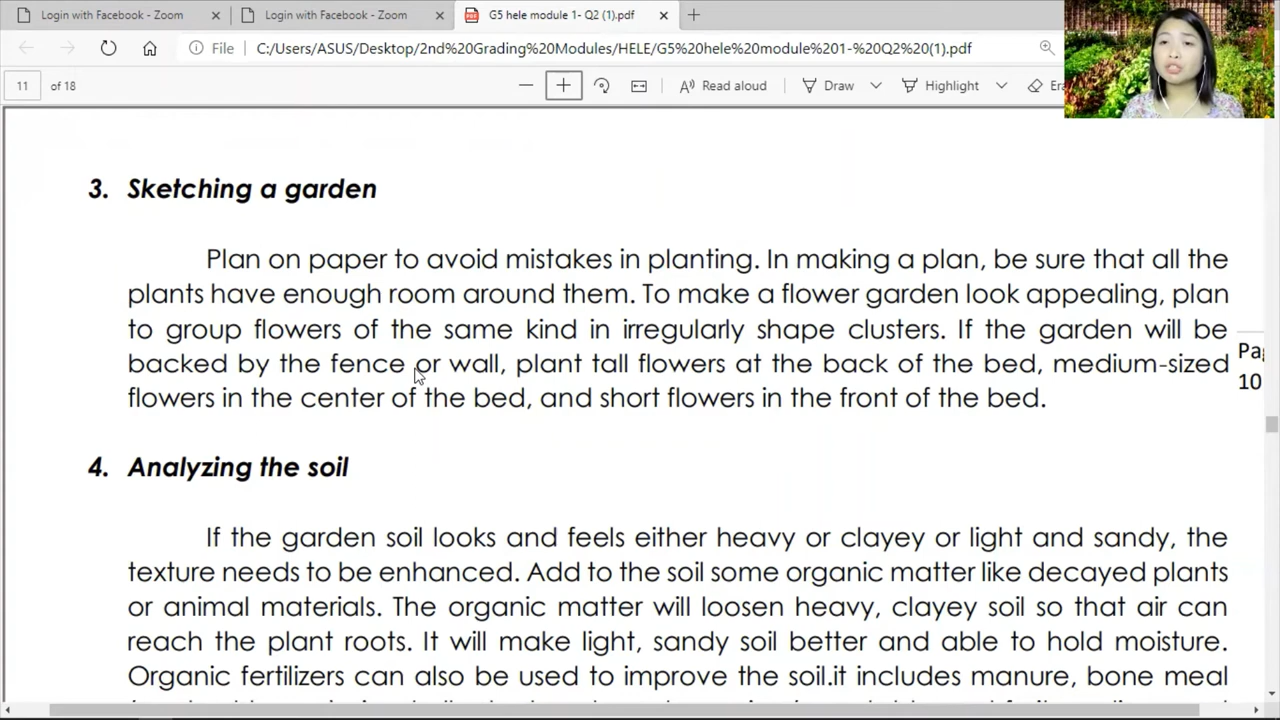 Login with Facebook - Zoom
Login with Facebook - Zoom
G5 hele module 1- Q2 (1).pdf
File
C:/Users/ASUS/Desktop/2nd%20Grading%20Modules/HELE/G5%20hele%20module%201-%20Q2%20(1).pdf
11 of 18
Read aloud
Draw
Highlight
3. Sketching a garden
Plan on paper to avoid mistakes in planting. In making a plan, be sure that all the
plants have enough room around them. To make a flower garden look appealing, plan
to group flowers of the same kind in irregularly shape clusters. If the garden will be
backed by the fence or wall, plant tall flowers at the back of the bed, medium-sized
flowers in the center of the bed, and short flowers in the front of the bed.
10
4. Analyzing the soil
If the garden soil looks and feels either heavy or clayey or light and sandy, the
texture needs to be enhanced. Add to the soil some organic matter like decayed plants
or animal materials. The organic matter will loosen heavy, clayey soil so that air can
reach the plant roots. It will make light, sandy soil better and able to hold moisture.
Organic fertilizers can also be used to improve the soil.it includes manure, bone meal